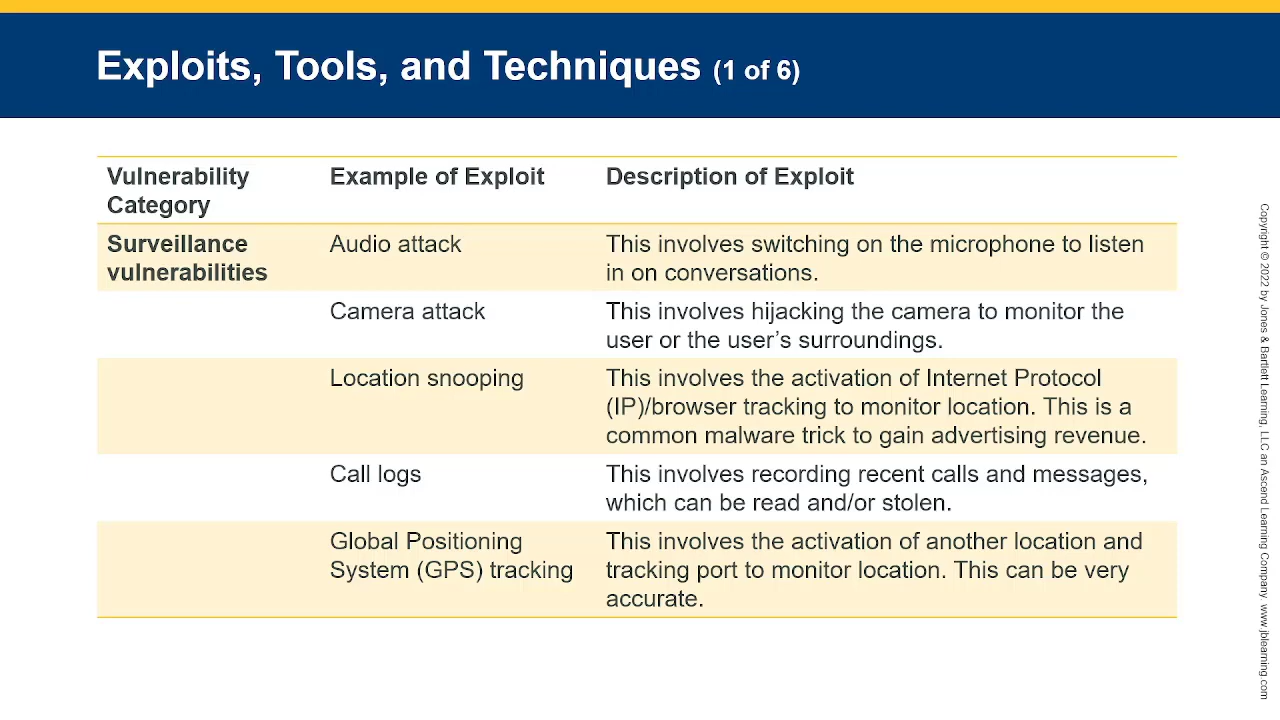 Exploits, Tools, and Techniques (1 of 6)
Vulnerability
Category
Example of Exploit
Description of Exploit
Surveillance
vulnerabilities
Audio attack
This involves switching on the microphone to listen
in on conversations.
Camera attack
This involves hijacking the camera to monitor the
user or the user’s surroundings.
Location snooping
This involves the activation of Internet Protocol
(IP)/browser tracking to monitor location. This is a
common malware trick to gain advertising revenue.
Call logs
This involves recording recent calls and messages,
which can be read and/or stolen.
Global Positioning
System (GPS) tracking
This involves the activation of another location and
tracking port to monitor location. This can be very
accurate.
Copyright © 2022 by Jones & Bartlett Learning, LLC an Ascend Learning Company. www.jblearning.com